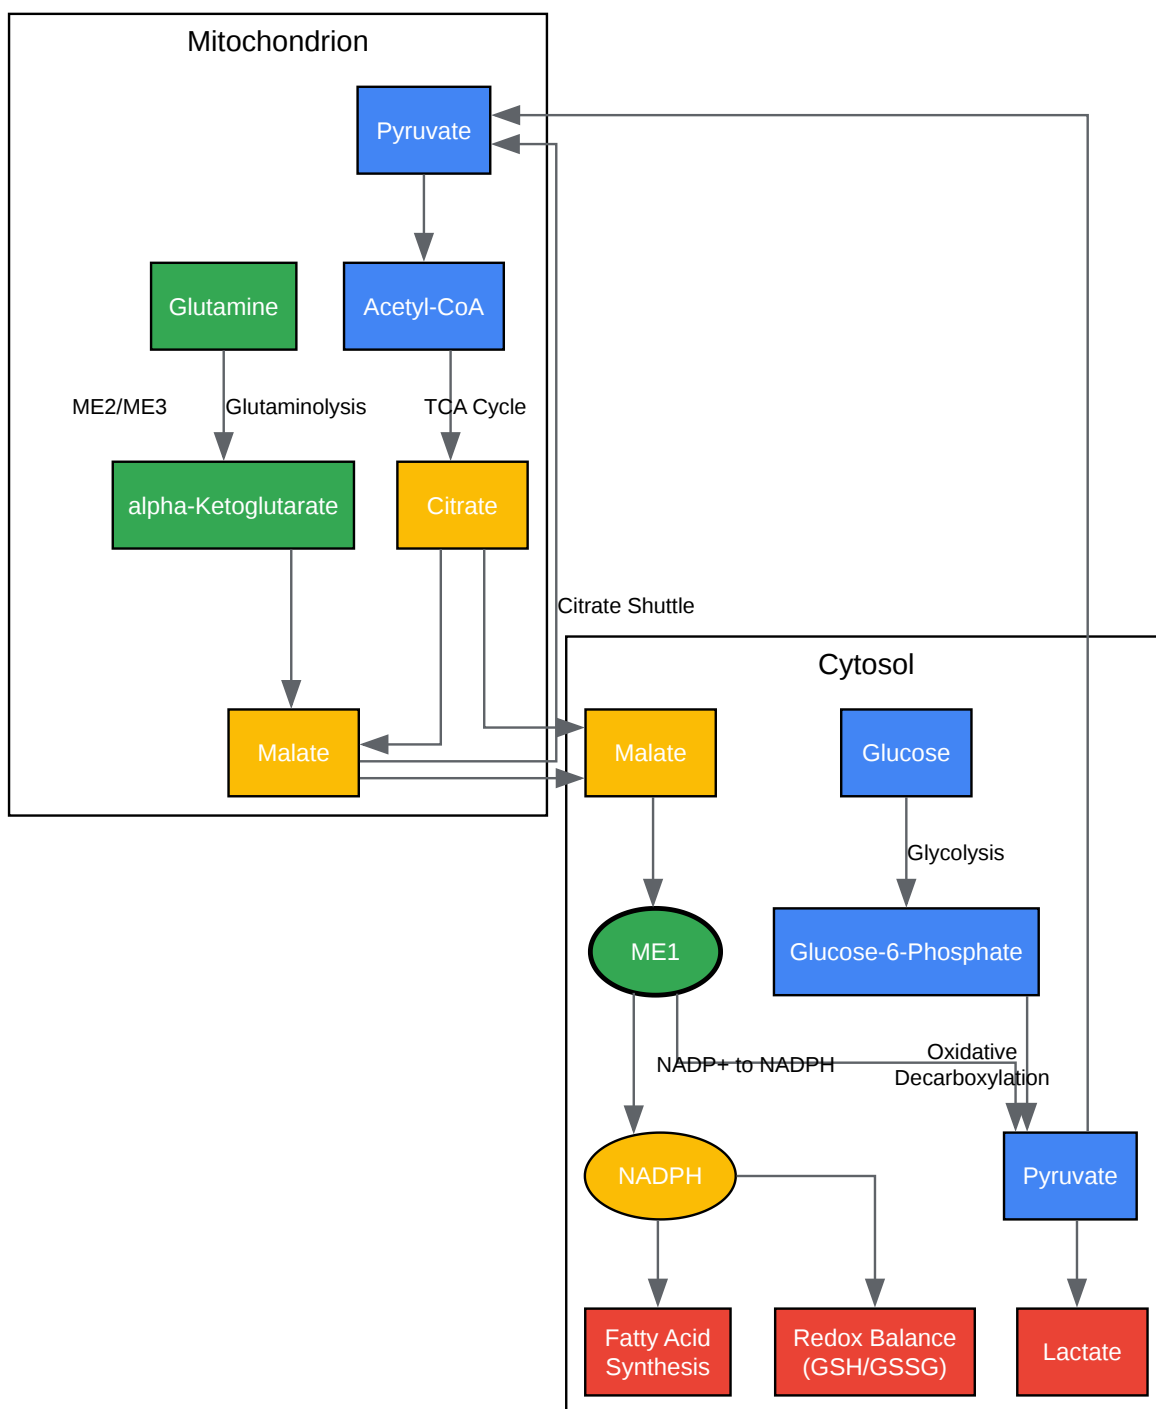 Mitochondrion
Pyruvate
Glutamine
Acetyl-CoA
ME2/ME3
Glutaminolysis
TCA Cycle
alpha-Ketoglutarate
Citrate
Citrate Shuttle
Cytosol
Malate
Malate
Glucose
Glycolysis
ME1
Glucose-6-Phosphate
NADP+ to NADPH
Oxidative
Decarboxylation
NADPH
Pyruvate
Fatty Acid
Synthesis
Redox Balance
(GSH/GSSG)
Lactate